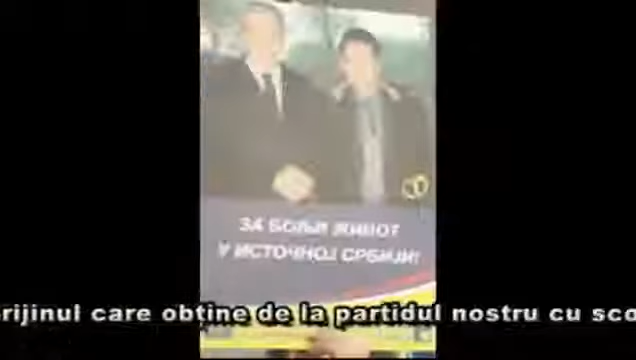 ЗА БОЉИ ЖИВОТ
У ИСТОЧНОЈ СРБИЈИ!
rijinul care obține de la partidul nostru cu sco